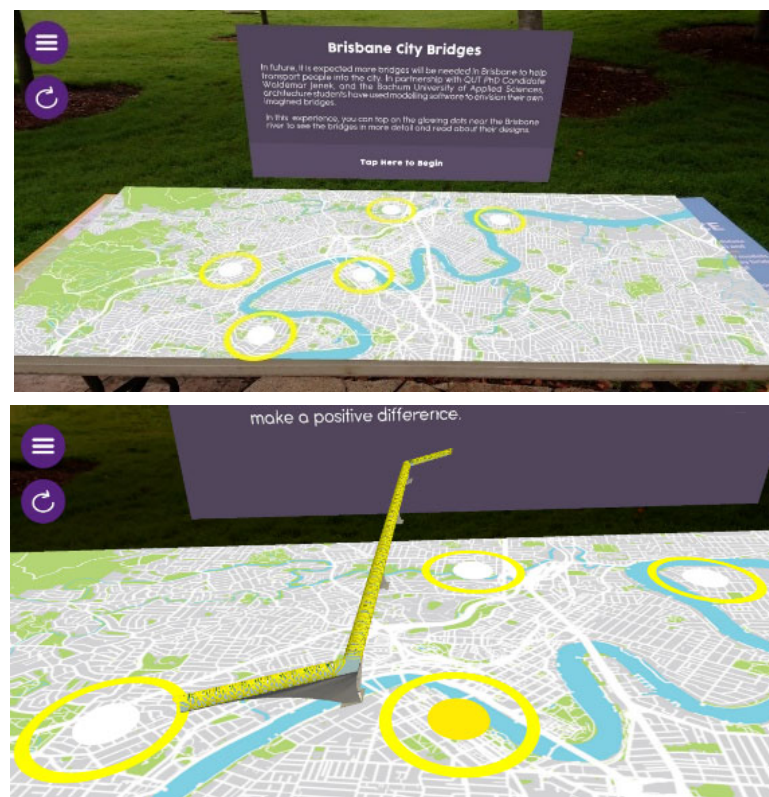 Brisbane City Bridges
In future, it is expected more bridges will be needed in Brisbane to help
transport people into the city. In partnership with QUT PhD Candidate
Waldemar Jenek, and the Bochum University of Applied Sciences,
architecture students have used modeling software to envision their own
imagined bridges.
In this experience, you can tap on the glowing dots near the Brisbane
river to see the bridges in more detail and read about their designs.
Tap Here to Begin
make a positive difference.